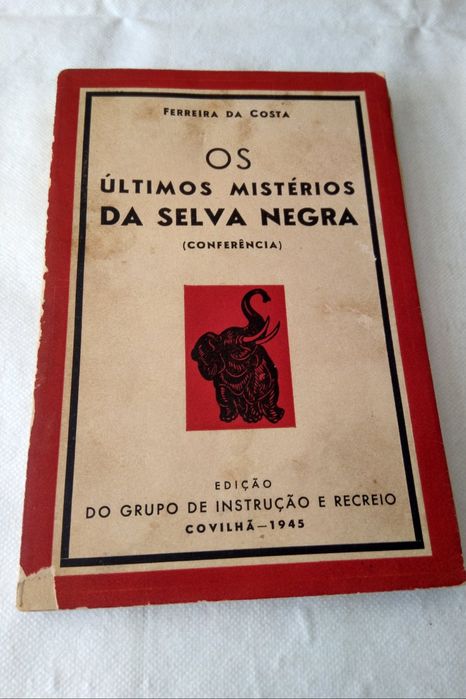 FERREIRA DA COSTA
OS
ÚLTIMOS MISTÉRIOS
DA SELVA NEGRA
(CONFERÊNCIA)
EDIÇÃO
DO GRUPO DE INSTRUÇÃO E RECREIO
COVILHÃ—1945